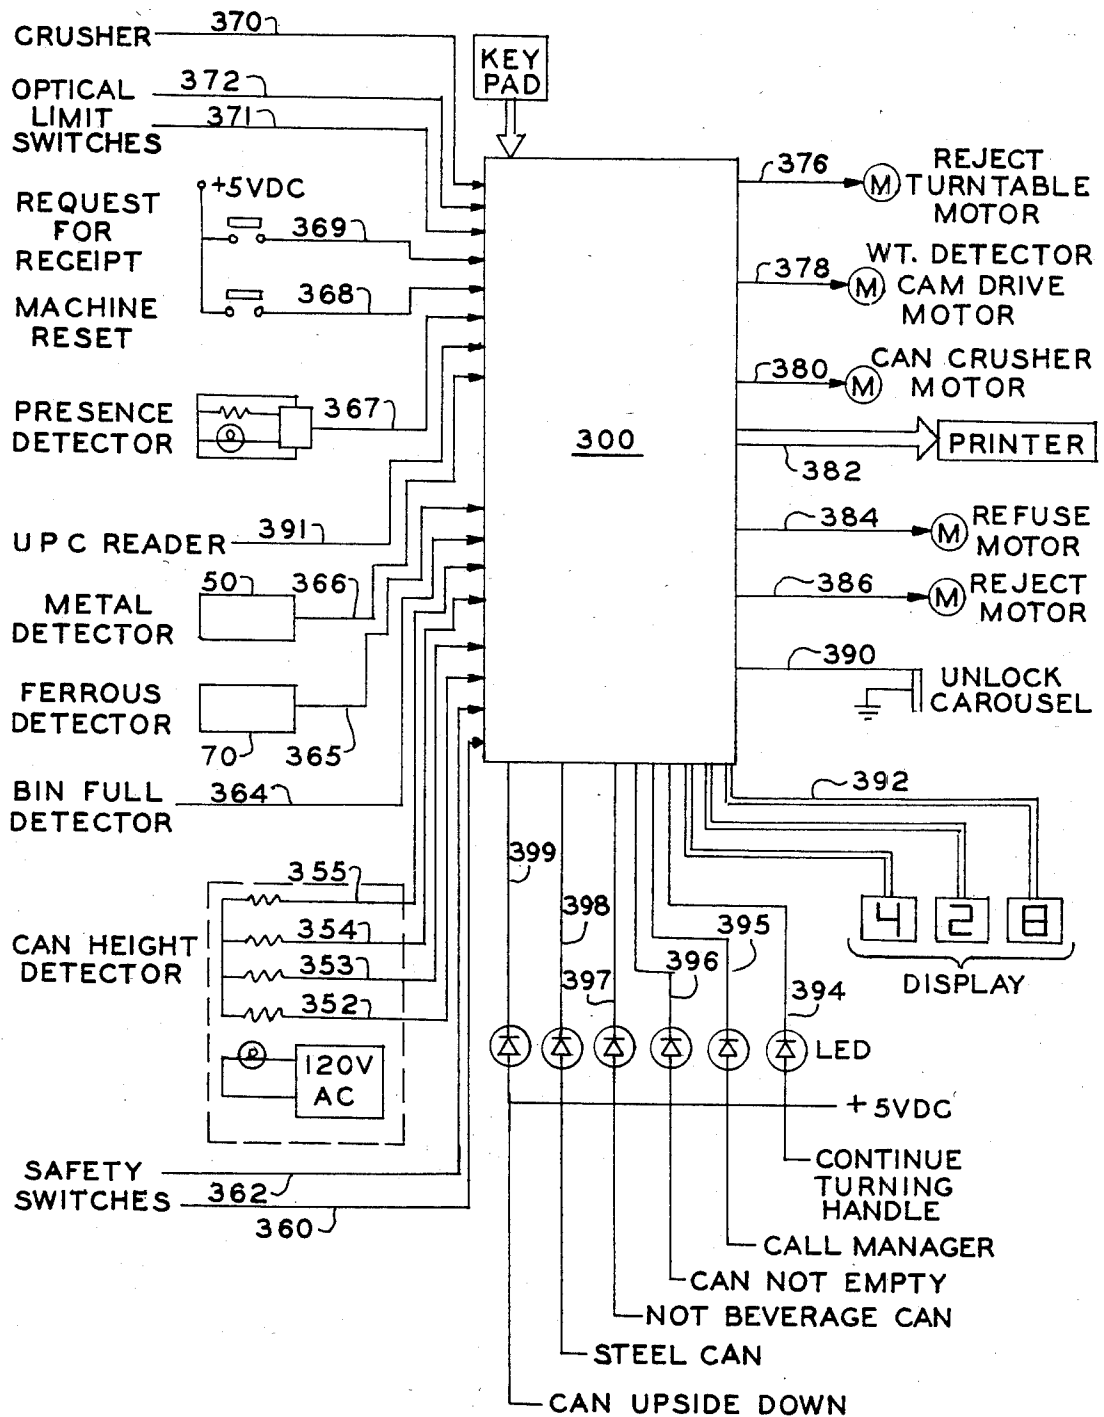 CRUSHER
370
OPTICAL
LIMIT
SWITCHES
372
371
KEY
PAD
+5VDC
REQUEST
FOR
RECEIPT
369
MACHINE
RESET
368
PRESENCE
DETECTOR
367
UPC READER
391
METAL
DETECTOR
50
366
FERROUS
DETECTOR
70
365
BIN FULL
DETECTOR
364
CAN HEIGHT
DETECTOR
355
354
353
352
120V
AC
SAFETY
SWITCHES
362
360
300
376
M
REJECT
TURNTABLE
MOTOR
378
M
WT. DETECTOR
CAM DRIVE
MOTOR
380
M
CAN CRUSHER
MOTOR
382
PRINTER
384
M
REFUSE
MOTOR
386
M
REJECT
MOTOR
390
UNLOCK
CAROUSEL
392
4 2 8
DISPLAY
399
398
397
396
395
394
LED
+5VDC
CONTINUE
TURNING
HANDLE
CALL MANAGER
CAN NOT EMPTY
NOT BEVERAGE CAN
STEEL CAN
CAN UPSIDE DOWN